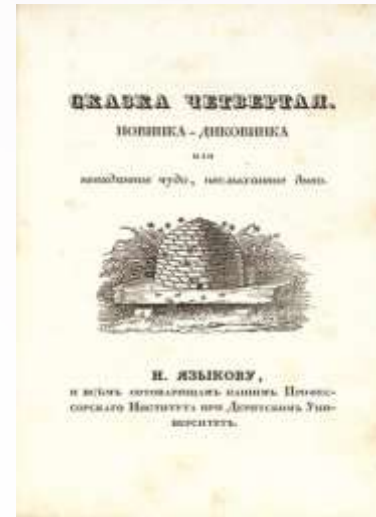 СКАЗКА ЧЕТВЕРТАЯ.
НОВИНКА-ДИКОВИНКА
ИЛИ
невиданное чудо, неслыханное диво.
Н. ЯЗЫКОВУ,
И ВСѢМЪ СОТОВАРИЩАМЪ НАШИМЪ ПРОФЕС-
СОРСКАГО ИНСТИТУТА ПРИ ДЕРПТСКОМЪ УНИ-
ВЕРСИТЕТѢ.